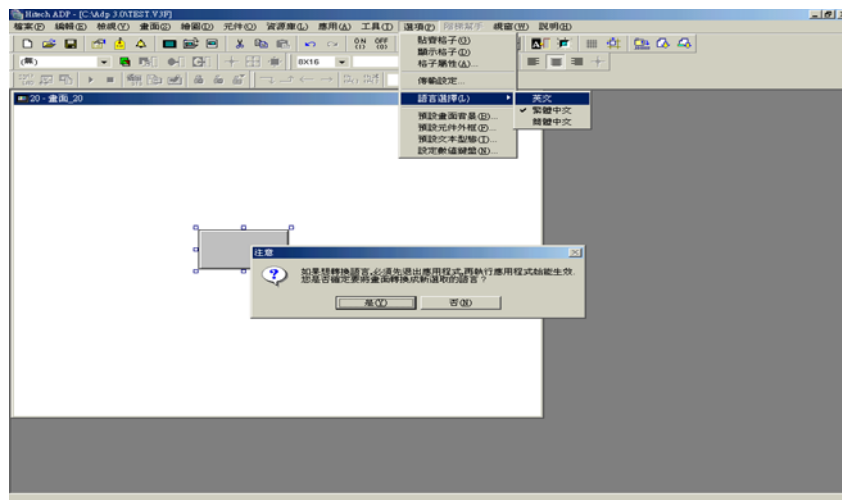 Hitech ADP - [C:\Adp 3.0\TEST.V3F]
檔案(F) 編輯(E) 檢視(V) 畫面(G) 繪圖(D) 元件(O) 資源庫(L) 應用(A) 工具(T) 選項(P) 視窗(W) 說明(H)
ON OFF
(I) (0)
(無) 8X16
20 - 畫面_20
貼齊格子(G)
顯示格子(D)
格子屬性(A)...
傳輸設定...
語言選擇(L)
英文
繁體中文
簡體中文
預設畫面背景(B)...
預設元件外框(F)...
預設文本型態(T)...
設定數值鍵盤(N)...
注意
如果想轉換語言,必須先退出應用程式,再執行應用程式始能生效.
您是否確定要將畫面轉換成新選取的語言？
是(Y) 否(N)